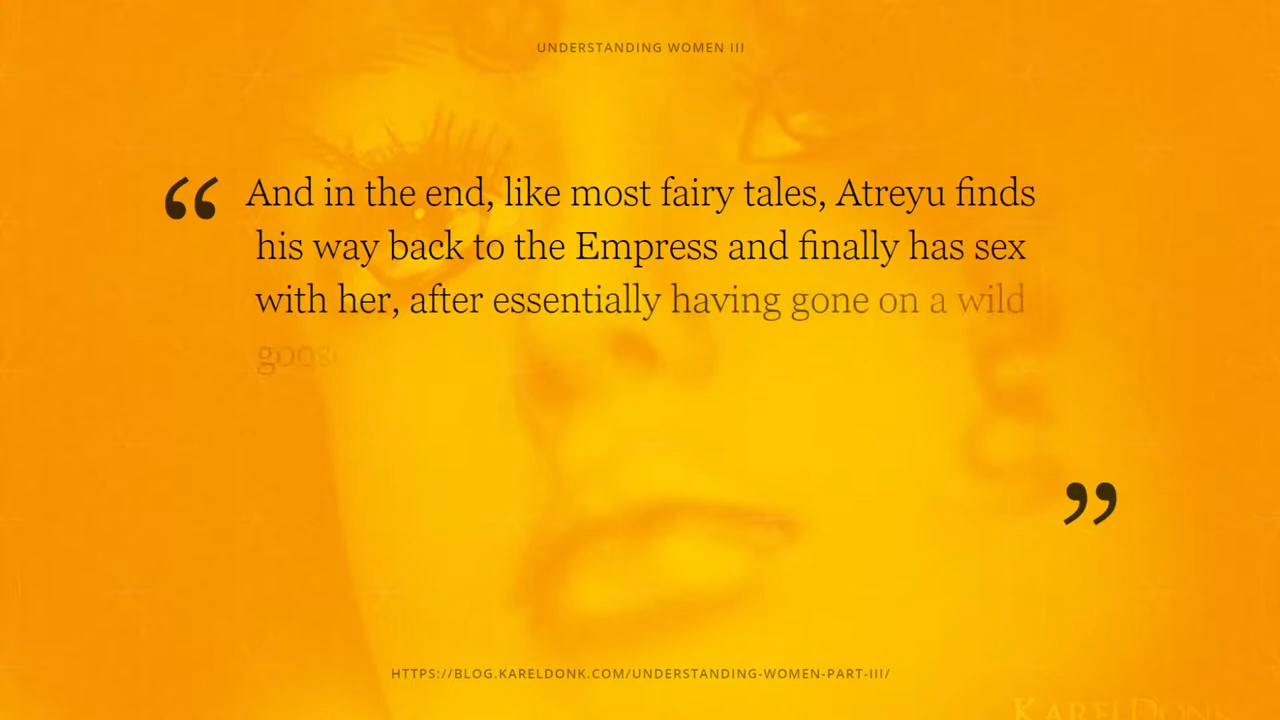 UNDERSTANDING WOMEN III
“ And in the end, like most fairy tales, Atreyu finds
his way back to the Empress and finally has sex
with her, after essentially having gone on a wild
goose
”
HTTPS://BLOG.KARELDONK.COM/UNDERSTANDING-WOMEN-PART-III/
KARELDONK